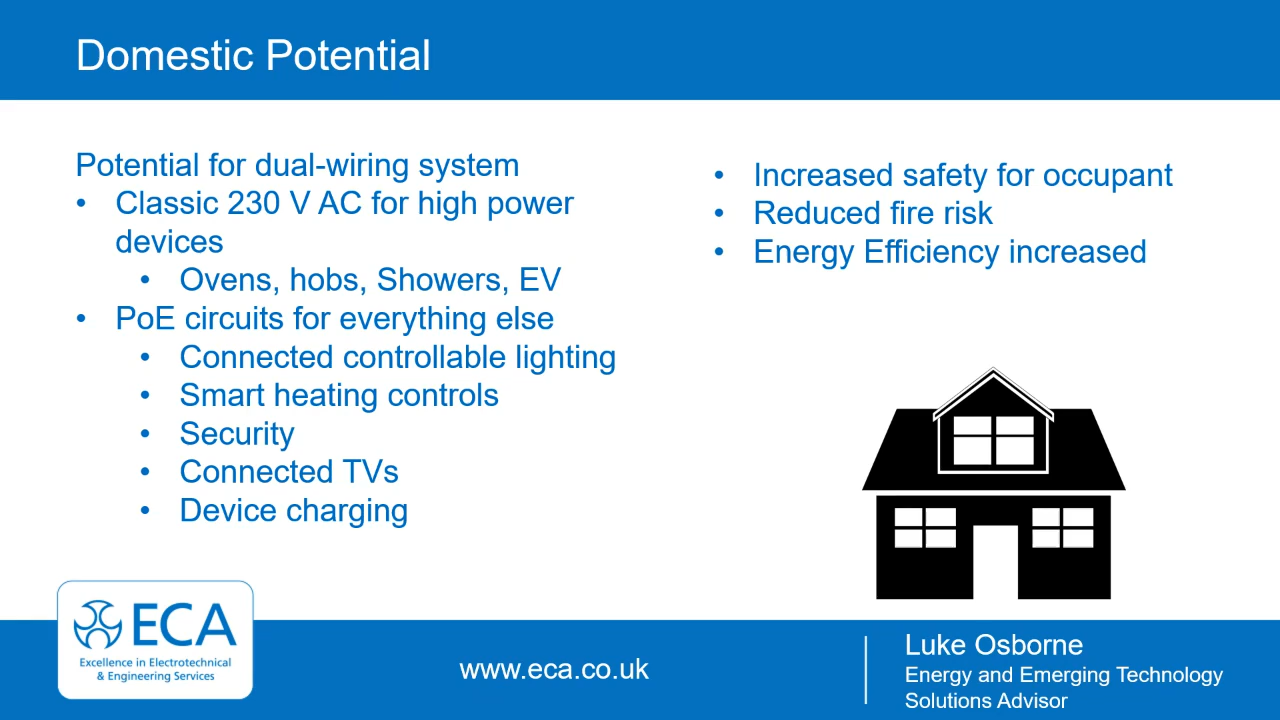 Domestic Potential
Potential for dual-wiring system
• Classic 230 V AC for high power
devices
• Ovens, hobs, Showers, EV
• PoE circuits for everything else
• Connected controllable lighting
• Smart heating controls
• Security
• Connected TVs
• Device charging
• Increased safety for occupant
• Reduced fire risk
• Energy Efficiency increased
ECA
Excellence in Electrotechnical
& Engineering Services
www.eca.co.uk
Luke Osborne
Energy and Emerging Technology
Solutions Advisor